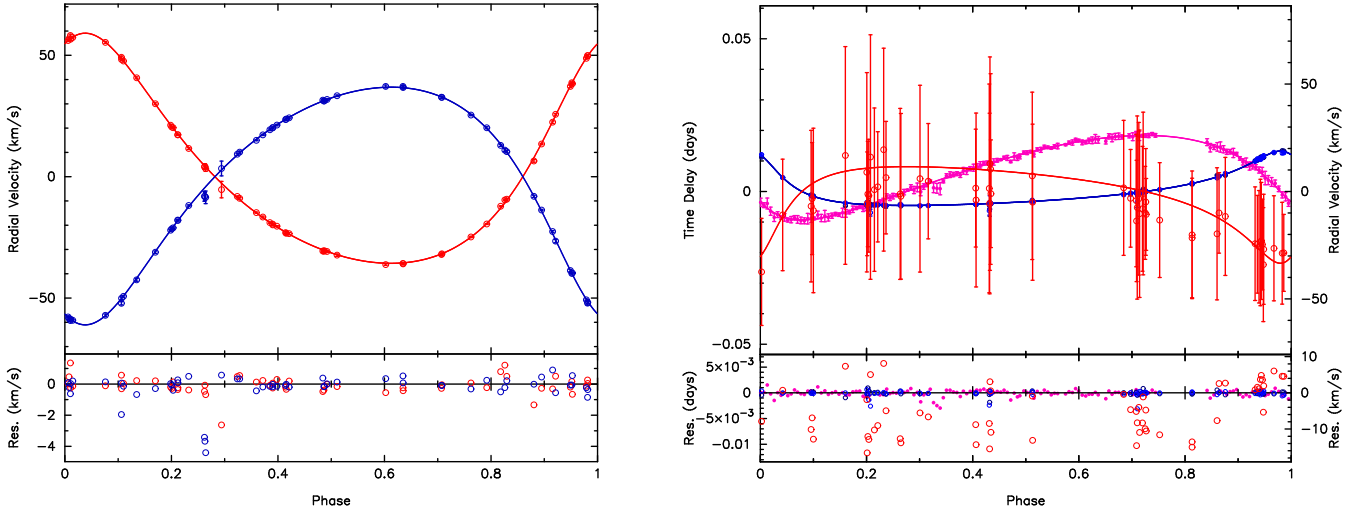 Radial Velocity (km/s)
50
0
−50
Res. (km/s)
0
−2
−4
0 0.2 0.4 0.6 0.8 1
Phase
Time Delay (days)
0.05
0
−0.05
Radial Velocity (km/s)
50
0
−50
Res. (days)
5×10⁻³
0
−5×10⁻³
−0.01
Res. (km/s)
10
0
−10
0 0.2 0.4 0.6 0.8 1
Phase